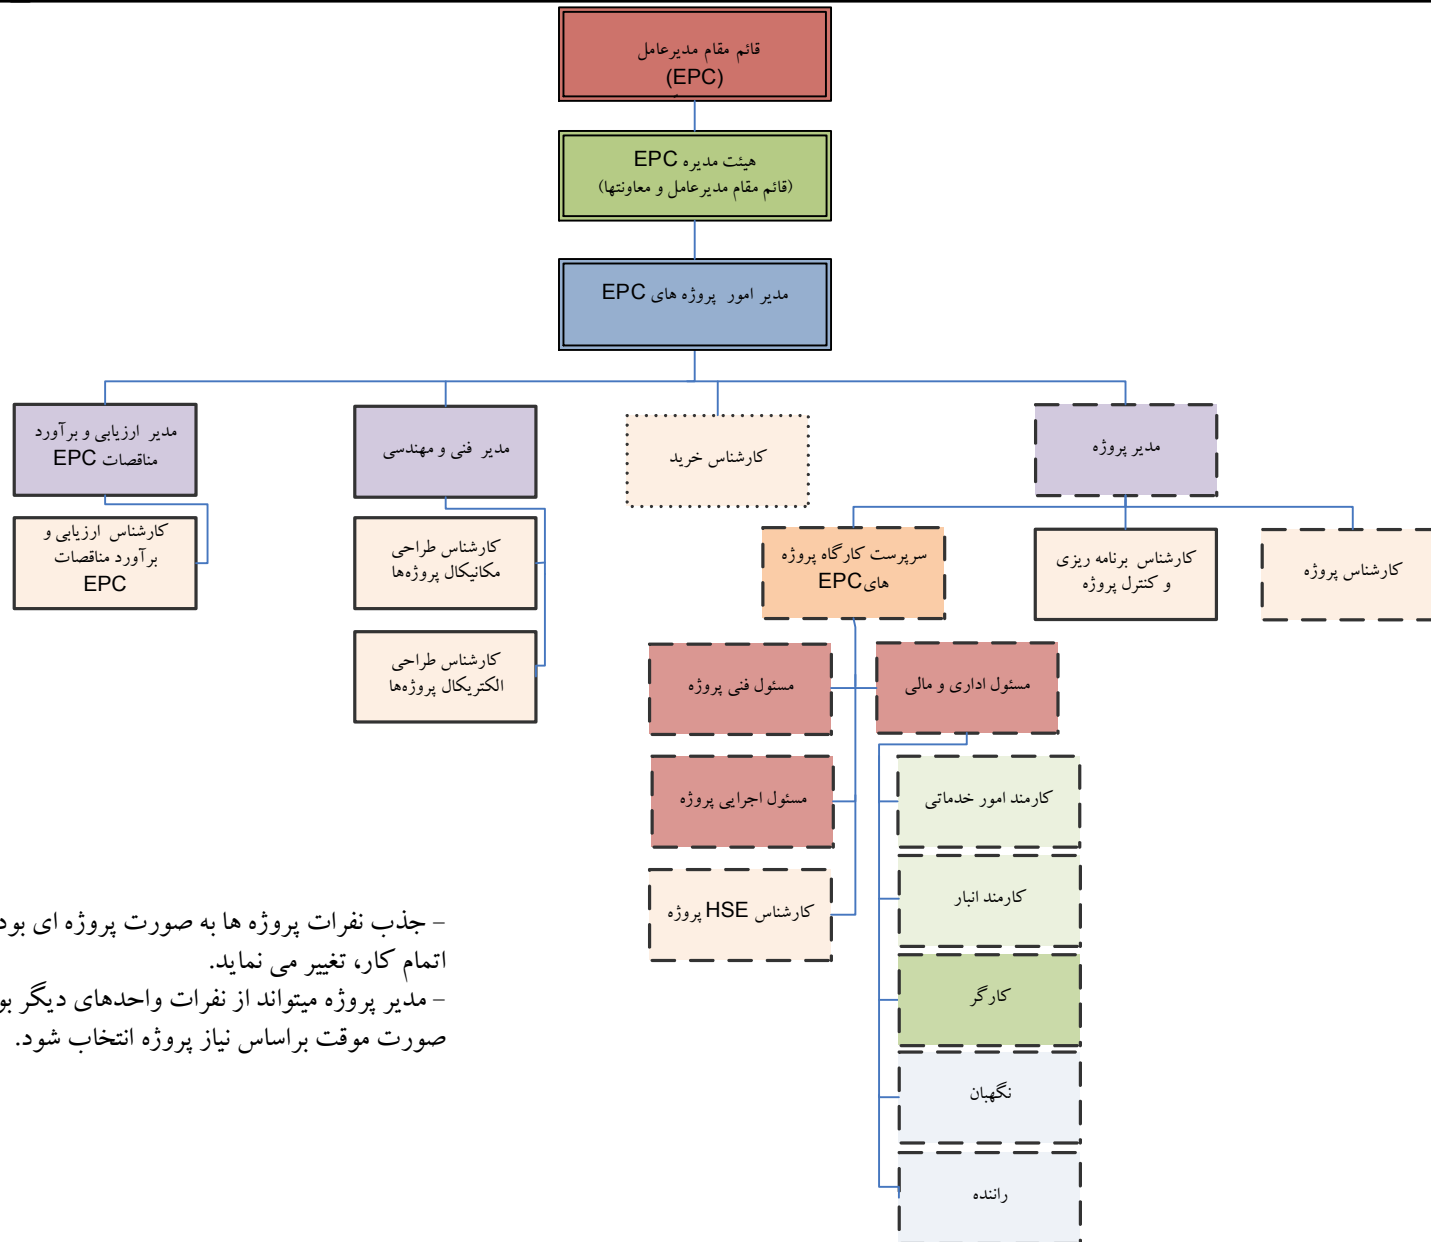 قائم مقام مدیرعامل
(EPC)
هیئت مدیره EPC
(قائم مقام مدیرعامل و معاونتها)
مدیر امور پروژه های EPC
مدیر پروژه
کارشناس خرید
مدیر فنی و مهندسی
مدیر ارزیابی و برآورد
مناقصات EPC
کارشناس پروژه
کارشناس برنامه ریزی
و کنترل پروژه
سرپرست کارگاه پروژه
های EPC
کارشناس طراحی
مکانیکال پروژه‌ها
کارشناس ارزیابی و
برآورد مناقصات
EPC
کارشناس طراحی
الکتریکال پروژه‌ها
مسئول اداری و مالی
مسئول فنی پروژه
مسئول اجرایی پروژه
کارشناس HSE پروژه
کارمند امور خدماتی
کارمند انبار
کارگر
نگهبان
راننده
– جذب نفرات پروژه ها به صورت پروژه ای
اتمام کار، تغییر می نماید.
– مدیر پروژه میتواند از نفرات واحدهای دیگر
صورت موقت براساس نیاز پروژه انتخاب شود.